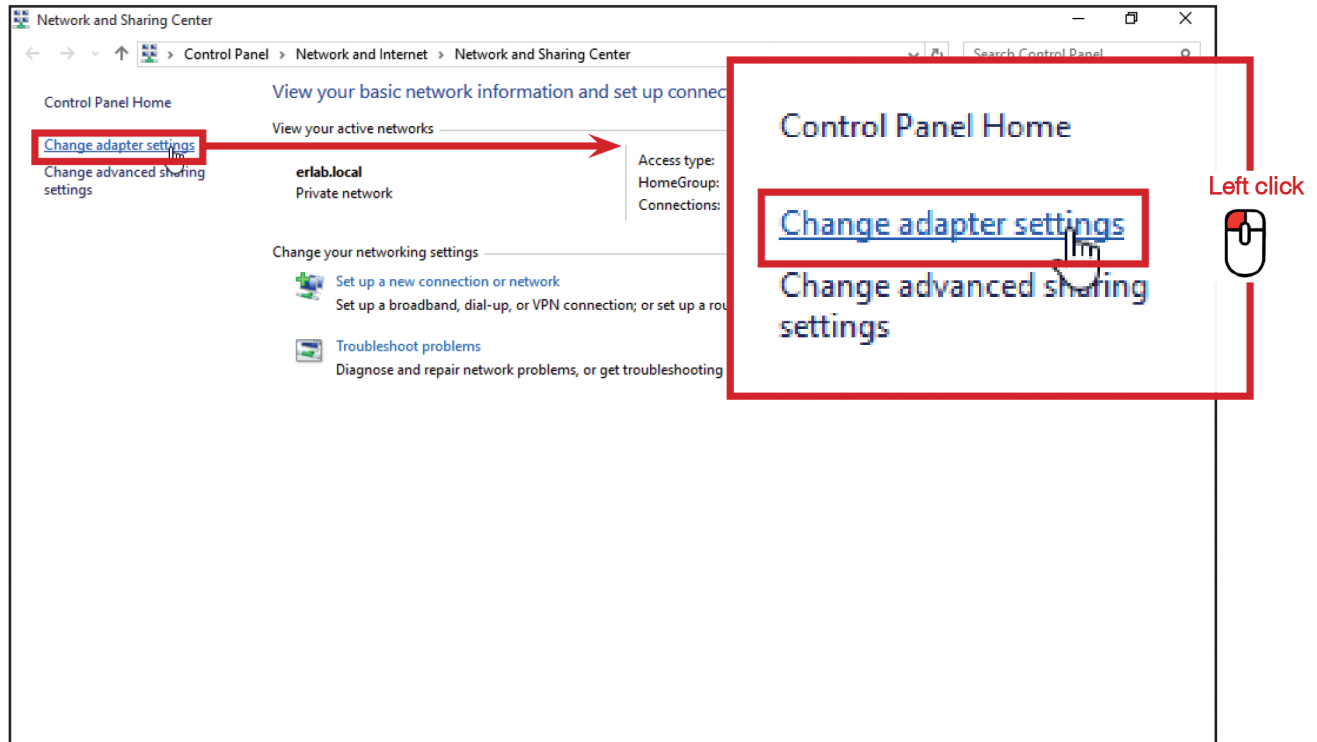 Network and Sharing Center
Control Panel > Network and Internet > Network and Sharing Center
Search Control Panel
Control Panel Home
Change adapter settings
Change advanced sharing
settings
View your basic network information and set up connec
View your active networks
erlab.local
Private network
Access type:
HomeGroup:
Connections:
Change your networking settings
Set up a new connection or network
Set up a broadband, dial-up, or VPN connection; or set up a rou
Troubleshoot problems
Diagnose and repair network problems, or get troubleshooting
Control Panel Home
Change adapter settings
Change advanced sharing
settings
Left click